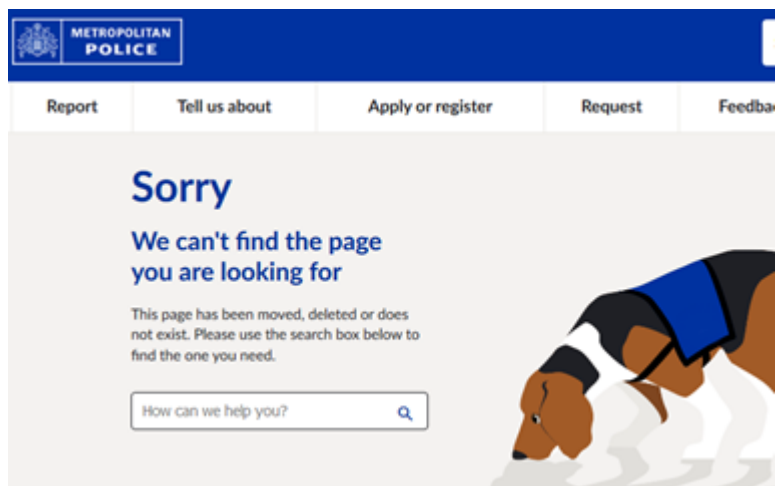 METROPOLITAN
POLICE
Report
Tell us about
Apply or register
Request
Feedba
Sorry
We can't find the page
you are looking for
This page has been moved, deleted or does
not exist. Please use the search box below to
find the one you need.
How can we help you?